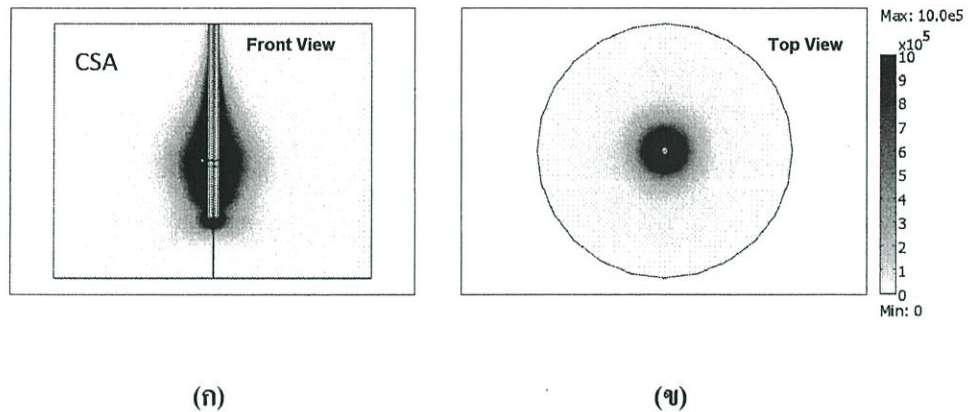 CSA
Front View
Top View
Max: 10.0e5
x10^5
10
9
8
7
6
5
4
3
2
1
0
Min: 0
(ก)
(ข)